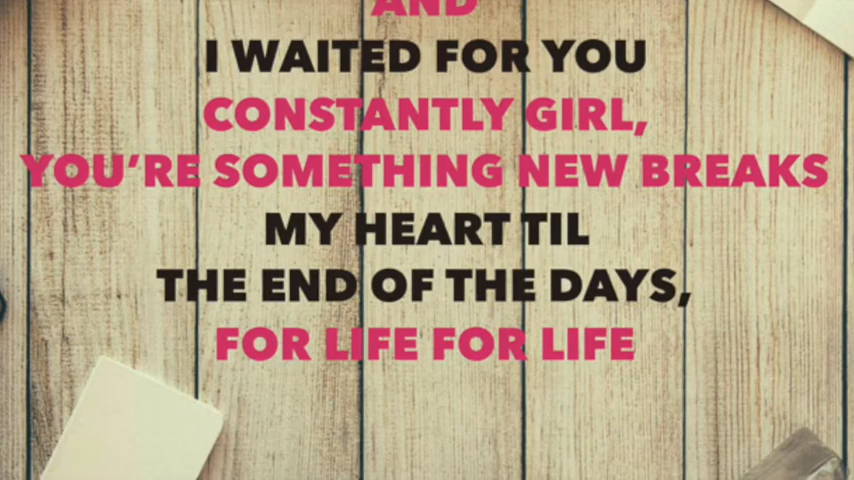 AND
I WAITED FOR YOU
CONSTANTLY GIRL,
YOU’RE SOMETHING NEW BREAKS
MY HEART TIL
THE END OF THE DAYS,
FOR LIFE FOR LIFE